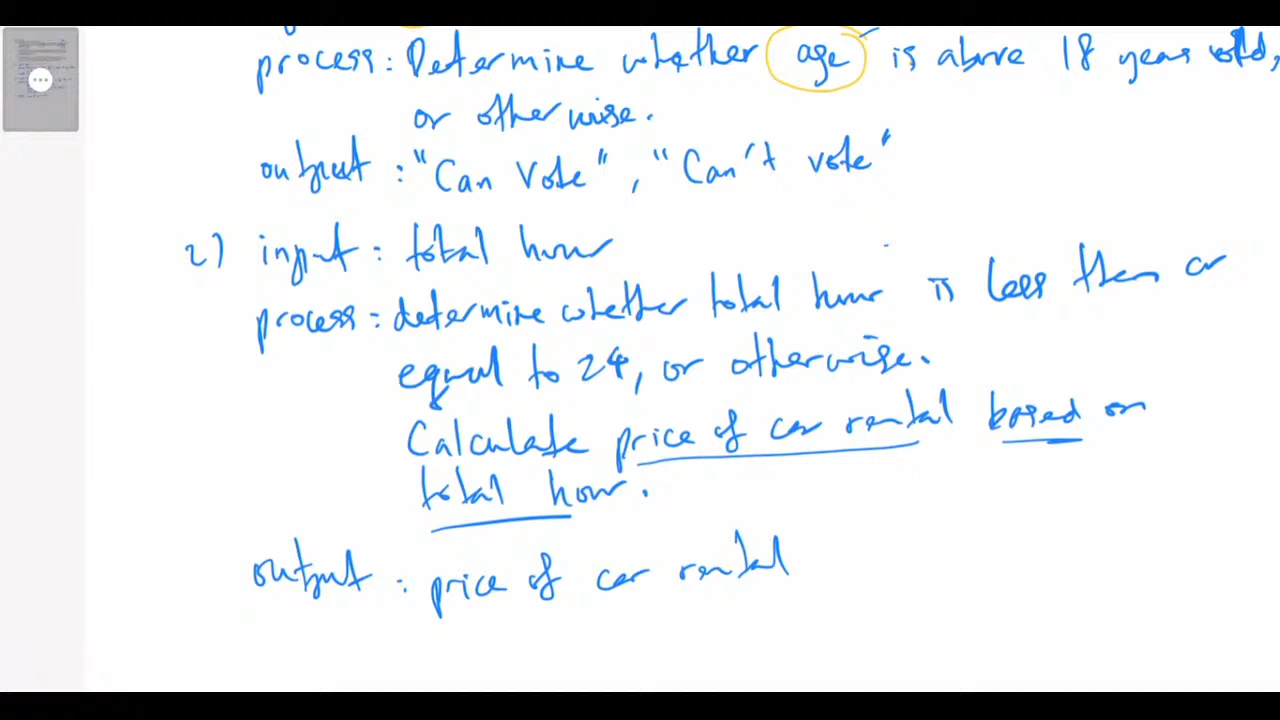 process: Determine whether age is above 18 years old,
or otherwise.
output: "Can Vote", "Can't vote"
2) input: total hour
process: determine whether total hour is less than or
equal to 24, or otherwise.
Calculate price of car rental based on
total hour.
output: price of car rental